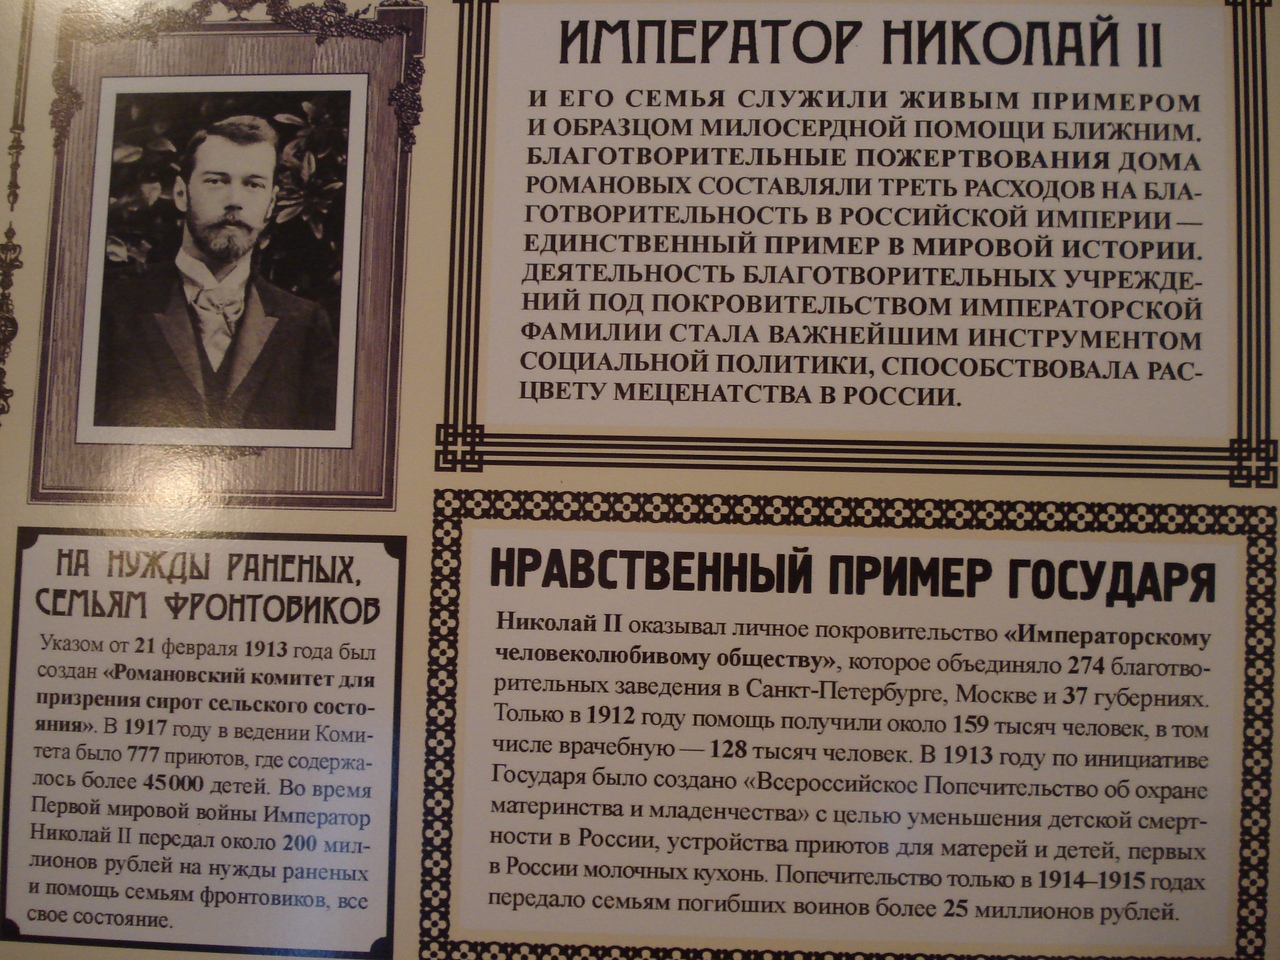 ИМПЕРАТОР НИКОЛАЙ II
И ЕГО СЕМЬЯ СЛУЖИЛИ ЖИВЫМ ПРИМЕРОМ
И ОБРАЗЦОМ МИЛОСЕРДНОЙ ПОМОЩИ БЛИЖНИМ.
БЛАГОТВОРИТЕЛЬНЫЕ ПОЖЕРТВОВАНИЯ ДОМА
РОМАНОВЫХ СОСТАВЛЯЛИ ТРЕТЬ РАСХОДОВ НА БЛА-
ГОТВОРИТЕЛЬНОСТЬ В РОССИЙСКОЙ ИМПЕРИИ —
ЕДИНСТВЕННЫЙ ПРИМЕР В МИРОВОЙ ИСТОРИИ.
ДЕЯТЕЛЬНОСТЬ БЛАГОТВОРИТЕЛЬНЫХ УЧРЕЖДЕ-
НИЙ ПОД ПОКРОВИТЕЛЬСТВОМ ИМПЕРАТОРСКОЙ
ФАМИЛИИ СТАЛА ВАЖНЕЙШИМ ИНСТРУМЕНТОМ
СОЦИАЛЬНОЙ ПОЛИТИКИ, СПОСОБСТВОВАЛА РАС-
ЦВЕТУ МЕЦЕНАТСТВА В РОССИИ.
НА НУЖДЫ РАНЕНЫХ,
СЕМЬЯМ ФРОНТОВИКОВ
Указом от 21 февраля 1913 года был
создан «Романовский комитет для
призрения сирот сельского состо-
яния». В 1917 году в ведении Коми-
тета было 777 приютов, где содержа-
лось более 45000 детей. Во время
Первой мировой войны Император
Николай II передал около 200 мил-
лионов рублей на нужды раненых
и помощь семьям фронтовиков, все
свое состояние.
НРАВСТВЕННЫЙ ПРИМЕР ГОСУДАРЯ
Николай II оказывал личное покровительство «Императорскому
человеколюбивому обществу», которое объединяло 274 благотво-
рительных заведения в Санкт-Петербурге, Москве и 37 губерниях.
Только в 1912 году помощь получили около 159 тысяч человек, в том
числе врачебную — 128 тысяч человек. В 1913 году по инициативе
Государя было создано «Всероссийское Попечительство об охране
материнства и младенчества» с целью уменьшения детской смерт-
ности в России, устройства приютов для матерей и детей, первых
в России молочных кухонь. Попечительство только в 1914–1915 годах
передало семьям погибших воинов более 25 миллионов рублей.